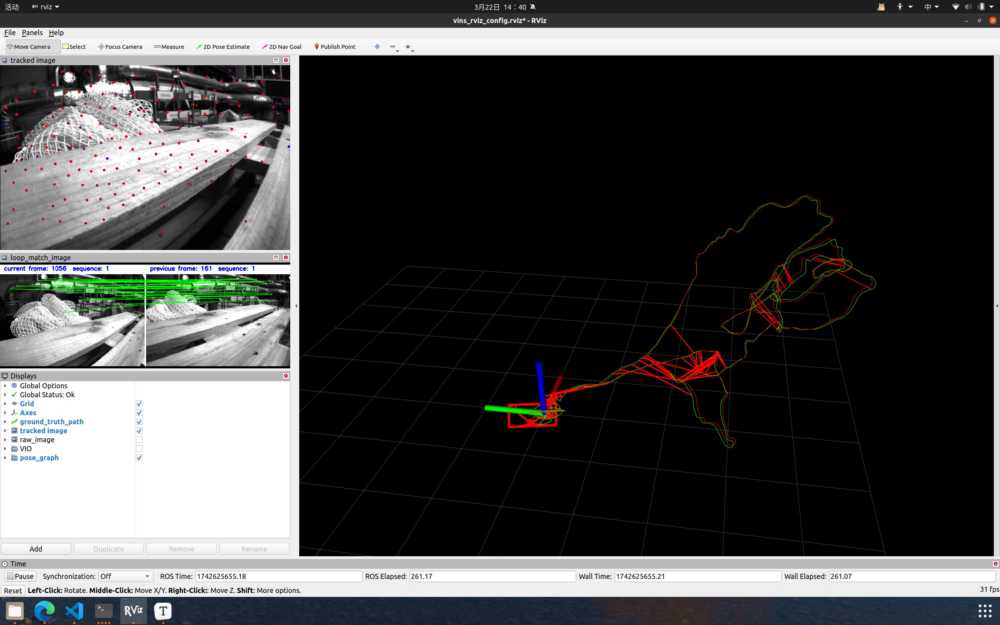 活动 rviz 3月22日 14：40 中
vins_rviz_config.rviz* - RViz
File Panels Help
Move Camera Select Focus Camera Measure 2D Pose Estimate 2D Nav Goal Publish Point
tracked image
loop_match_image
current frame: 1056 sequence: 1 previous frame: 161 sequence: 1
Displays
Global Options
Global Status: Ok
Grid
Axes
ground_truth_path
tracked image
raw_image
VIO
pose_graph
Add Duplicate Remove Rename
Time
Pause Synchronization: Off ROS Time: 1742625655.18 ROS Elapsed: 261.17 Wall Time: 1742625655.21 Wall Elapsed: 261.07
Reset Left-Click: Rotate. Middle-Click: Move X/Y. Right-Click:: Move Z. Shift: More options. 31 fps
RViz T